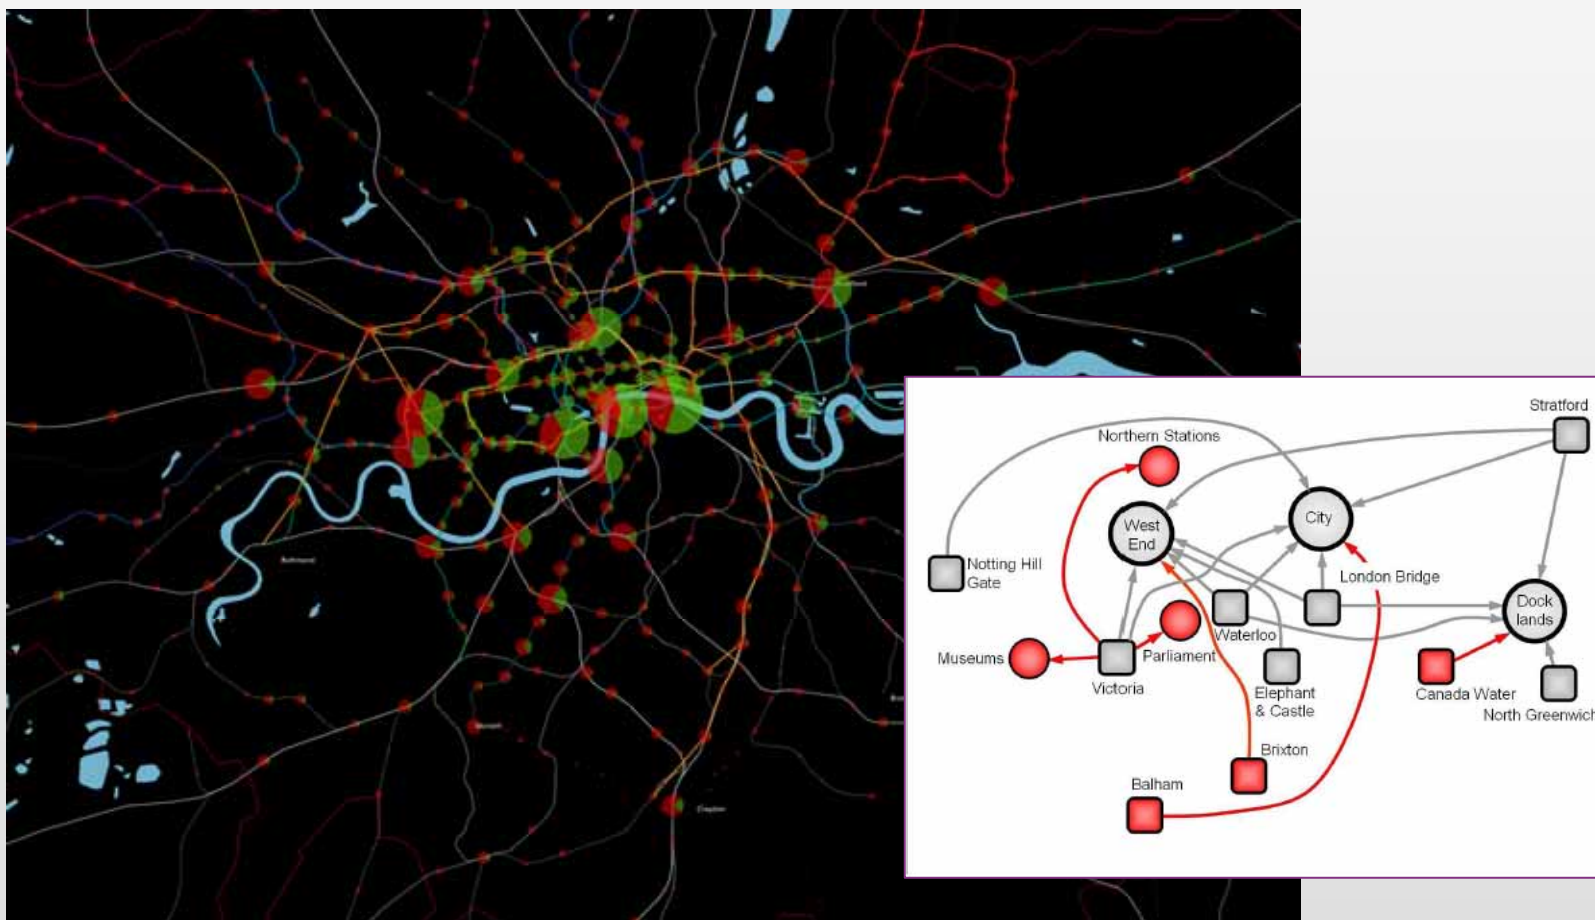 Stratford
Northern Stations
West
End
City
Notting Hill
Gate
London Bridge
Dock
lands
Waterloo
Museums
Parliament
Victoria
Elephant
& Castle
Canada Water
North Greenwich
Brixton
Balham
Croydon